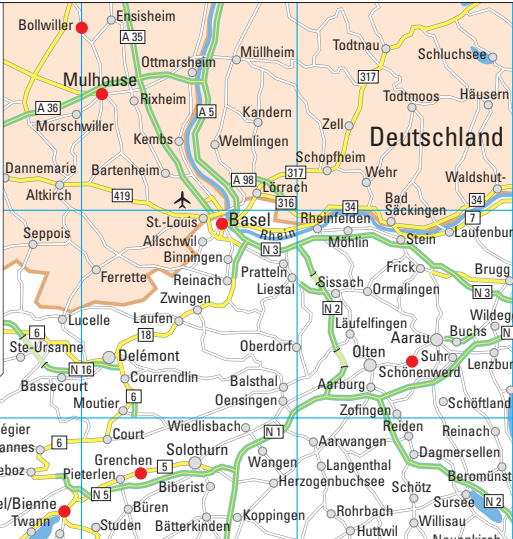 Bollwiller
Ensisheim
A 35
Todtnau
Ottmarsheim
Müllheim
Schluchsee
Mulhouse
317
A 36
Rixheim
A 5
Kandern
Todtmoos
Häusern
Morschwiller
Zell
Deutschland
Kembs
Welmlingen
Dannemarie
Bartenheim
A 98
317
Schopfheim
Wehr
Waldshut-
Altkirch
419
Lörrach
316
34
Bad
Säckingen
34
7
St.-Louis
Basel
Rheinfelden
Rhein
Seppois
Allschwil
N 3
Möhlin
Stein
Laufenbur
Binningen
Ferrette
Reinach
Pratteln
Liestal
Frick
Brugg
Sissach
Ormalingen
N 3
Zwingen
N 2
Lucelle
Laufen
Läufelfingen
Wildeg
6
18
Aarau
Buchs
N
Ste-Ursanne
Delémont
Oberdorf
Olten
Suhr
Lenzbur
N 16
Courrendlin
Schönenwerd
Bassecourt
Balsthal
Aarburg
6
Oensingen
Schöftland
Moutier
Zofingen
égier
Wiedlisbach
N 1
Reiden
Reinach
annes
6
Court
Aarwangen
Dagmersellen
Solothurn
Grenchen
5
Wangen
Langenthal
Beromünst
eboz
Pieterlen
Herzogenbuchsee
Schötz
N 5
Biberist
Sursee
N 2
el/Bienne
Büren
Rohrbach
Twann
Studen
Bätterkinden
Koppingen
Willisau
Huttwil
Neuenkirch